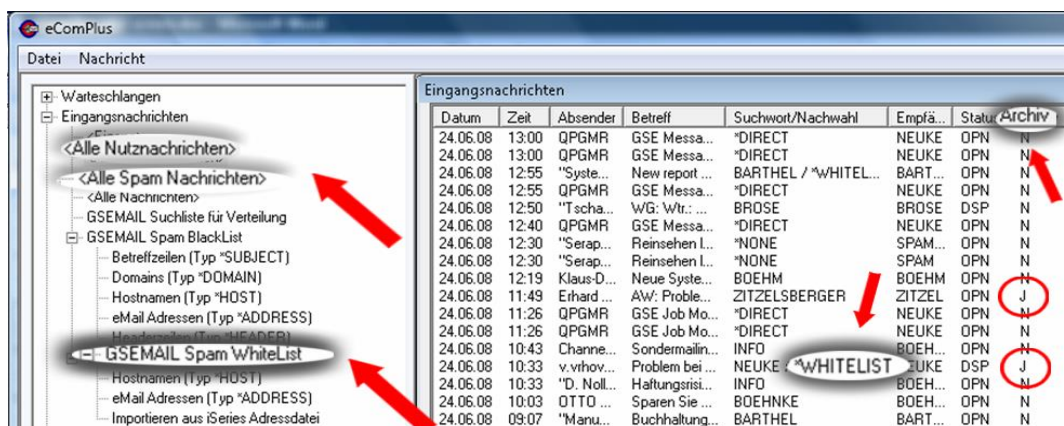 eComPlus
Datei Nachricht
Warteschlangen
Eingangsnachrichten
<Alle Nutznachrichten>
<Alle Spam Nachrichten>
<Alle Nachrichten>
GSEMAIL Suchliste für Verteilung
GSEMAIL Spam BlackList
Betreffzeilen (Typ *SUBJECT)
Domains (Typ *DOMAIN)
Hostnamen (Typ *HOST)
eMail Adressen (Typ *ADDRESS)
Headerzeilen (Typ *HEADER)
GSEMAIL Spam WhiteList
Hostnamen (Typ *HOST)
eMail Adressen (Typ *ADDRESS)
Importieren aus iSeries Adressdatei
Eingangsnachrichten
Datum Zeit Absender Betreff Suchwort/Nachwahl Empfä... Status Archiv
24.06.08 13:00 QPGMR GSE Messa... *DIRECT NEUKE OPN N
24.06.08 13:00 QPGMR GSE Messa... *DIRECT NEUKE OPN N
24.06.08 12:55 "Syste... New report ... BARTHEL / *WHITEL... BART... OPN N
24.06.08 12:55 QPGMR GSE Messa... *DIRECT NEUKE OPN N
24.06.08 12:50 "Tscha... WG: Wtr.: ... BROSE BROSE DSP N
24.06.08 12:40 QPGMR GSE Messa... *DIRECT NEUKE OPN N
24.06.08 12:30 "Serap... Reinsehen l... *NONE SPAM... OPN N
24.06.08 12:30 "Serap... Reinsehen l... *NONE SPAM OPN N
24.06.08 12:19 Klaus-D... Neue Syste... BOEHM BOEHM OPN N
24.06.08 11:49 Erhard ... AW: Proble... ZITZELSBERGER ZITZEL OPN J
24.06.08 11:26 QPGMR GSE Job Mo... *DIRECT NEUKE OPN N
24.06.08 11:26 QPGMR GSE Job Mo... *DIRECT NEUKE OPN N
24.06.08 10:43 Channe... Sondermailin... INFO BOEH... OPN N
24.06.08 10:33 v.vrhov... Problem bei ... NEUKE / *WHITELIST NEUKE DSP J
24.06.08 10:33 "D. Noll... Haftungsrisi... INFO BOEH... OPN N
24.06.08 10:03 OTTO ... Sparen Sie ... BOEHNKE BOEH... OPN N
24.06.08 09:07 "Manu... Buchhaltung... BARTHEL BART... OPN N